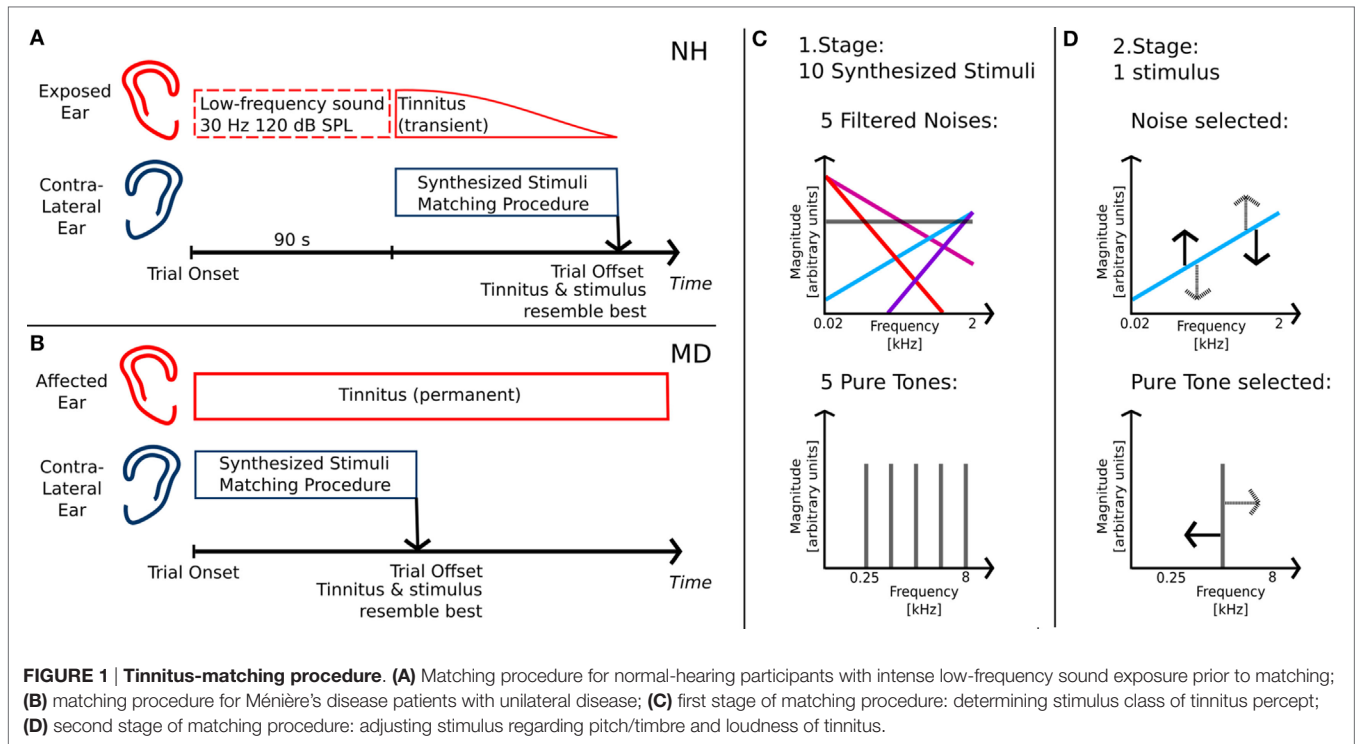 A
NH
Exposed
Ear
Low-frequency sound
30 Hz 120 dB SPL
Tinnitus
(transient)
Contra-
Lateral
Ear
Synthesized Stimuli
Matching Procedure
90 s
Trial Onset
Trial Offset
Tinnitus & stimulus
resemble best
Time
B
MD
Affected
Ear
Tinnitus (permanent)
Contra-
Lateral
Ear
Synthesized Stimuli
Matching Procedure
Trial Onset
Trial Offset
Tinnitus & stimulus
resemble best
Time
C
1.Stage:
10 Synthesized Stimuli
5 Filtered Noises:
Magnitude
[arbitrary units]
0.02
Frequency
[kHz]
2
5 Pure Tones:
Magnitude
[arbitrary units]
0.25
8
Frequency
[kHz]
D
2.Stage:
1 stimulus
Noise selected:
Magnitude
[arbitrary units]
0.02
Frequency
[kHz]
2
Pure Tone selected:
Magnitude
[arbitrary units]
0.25
8
Frequency
[kHz]
FIGURE 1 | Tinnitus-matching procedure. (A) Matching procedure for normal-hearing participants with intense low-frequency sound exposure prior to matching;
(B) matching procedure for Ménière's disease patients with unilateral disease; (C) first stage of matching procedure: determining stimulus class of tinnitus percept;
(D) second stage of matching procedure: adjusting stimulus regarding pitch/timbre and loudness of tinnitus.